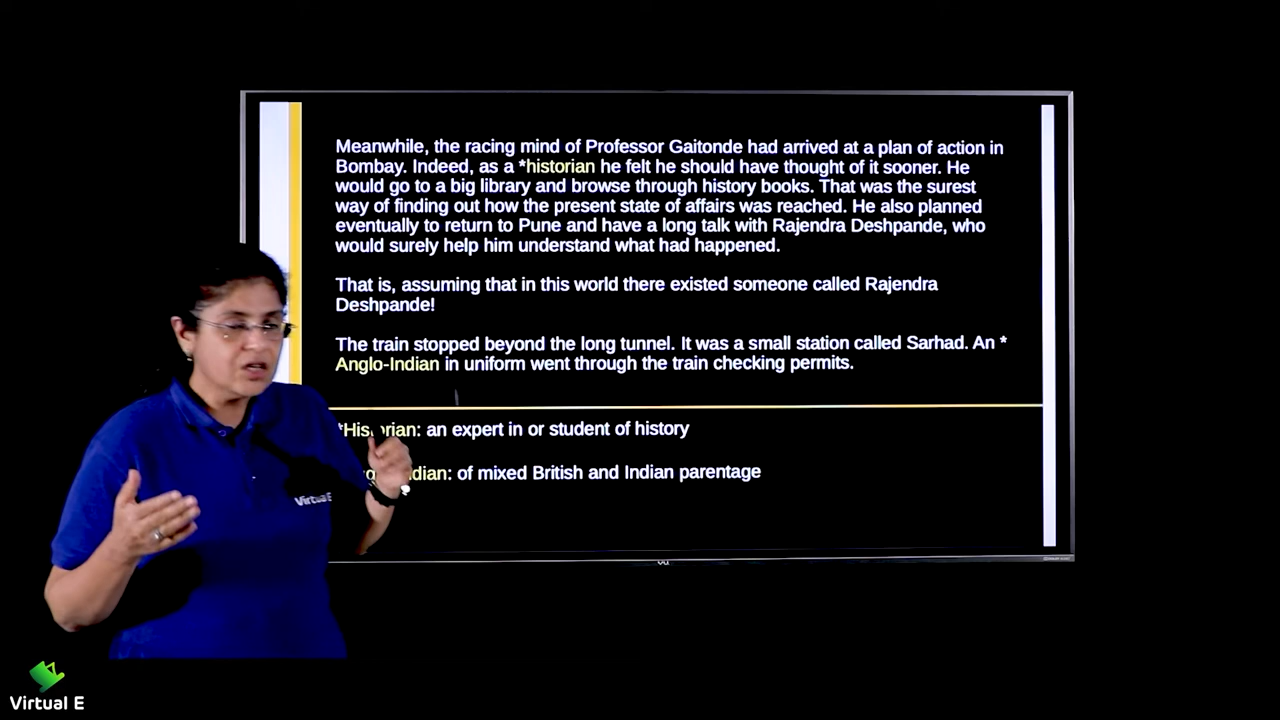 Meanwhile, the racing mind of Professor Gaitonde had arrived at a plan of action in
Bombay. Indeed, as a *historian he felt he should have thought of it sooner. He
would go to a big library and browse through history books. That was the surest
way of finding out how the present state of affairs was reached. He also planned
eventually to return to Pune and have a long talk with Rajendra Deshpande, who
would surely help him understand what had happened.
That is, assuming that in this world there existed someone called Rajendra
Deshpande!
The train stopped beyond the long tunnel. It was a small station called Sarhad. An *
Anglo-Indian in uniform went through the train checking permits.
*Historian: an expert in or student of history
: of mixed British and Indian parentage
Virtual E
Virtual E